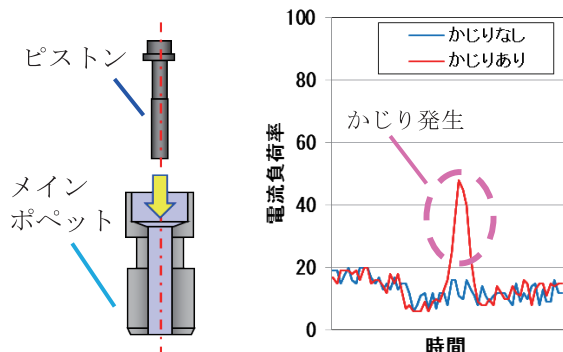 ピストン
メイン
ポペット
電流負荷率
100
80
60
40
20
0
かじりなし
かじりあり
かじり発生
時間